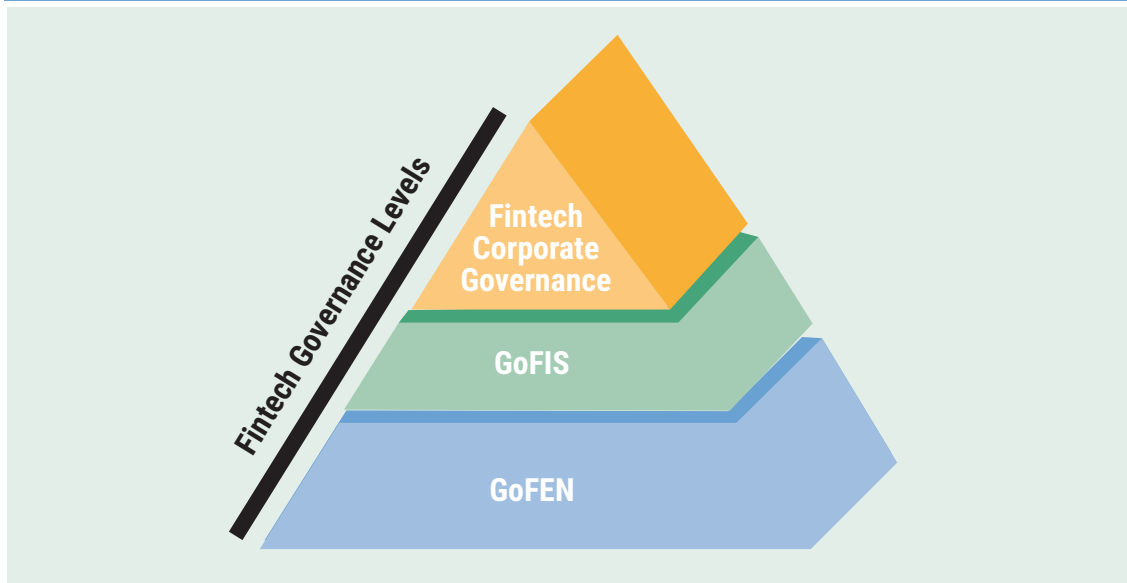 Fintech Governance Levels
Fintech
Corporate
Governance
GoFIS
GoFEN